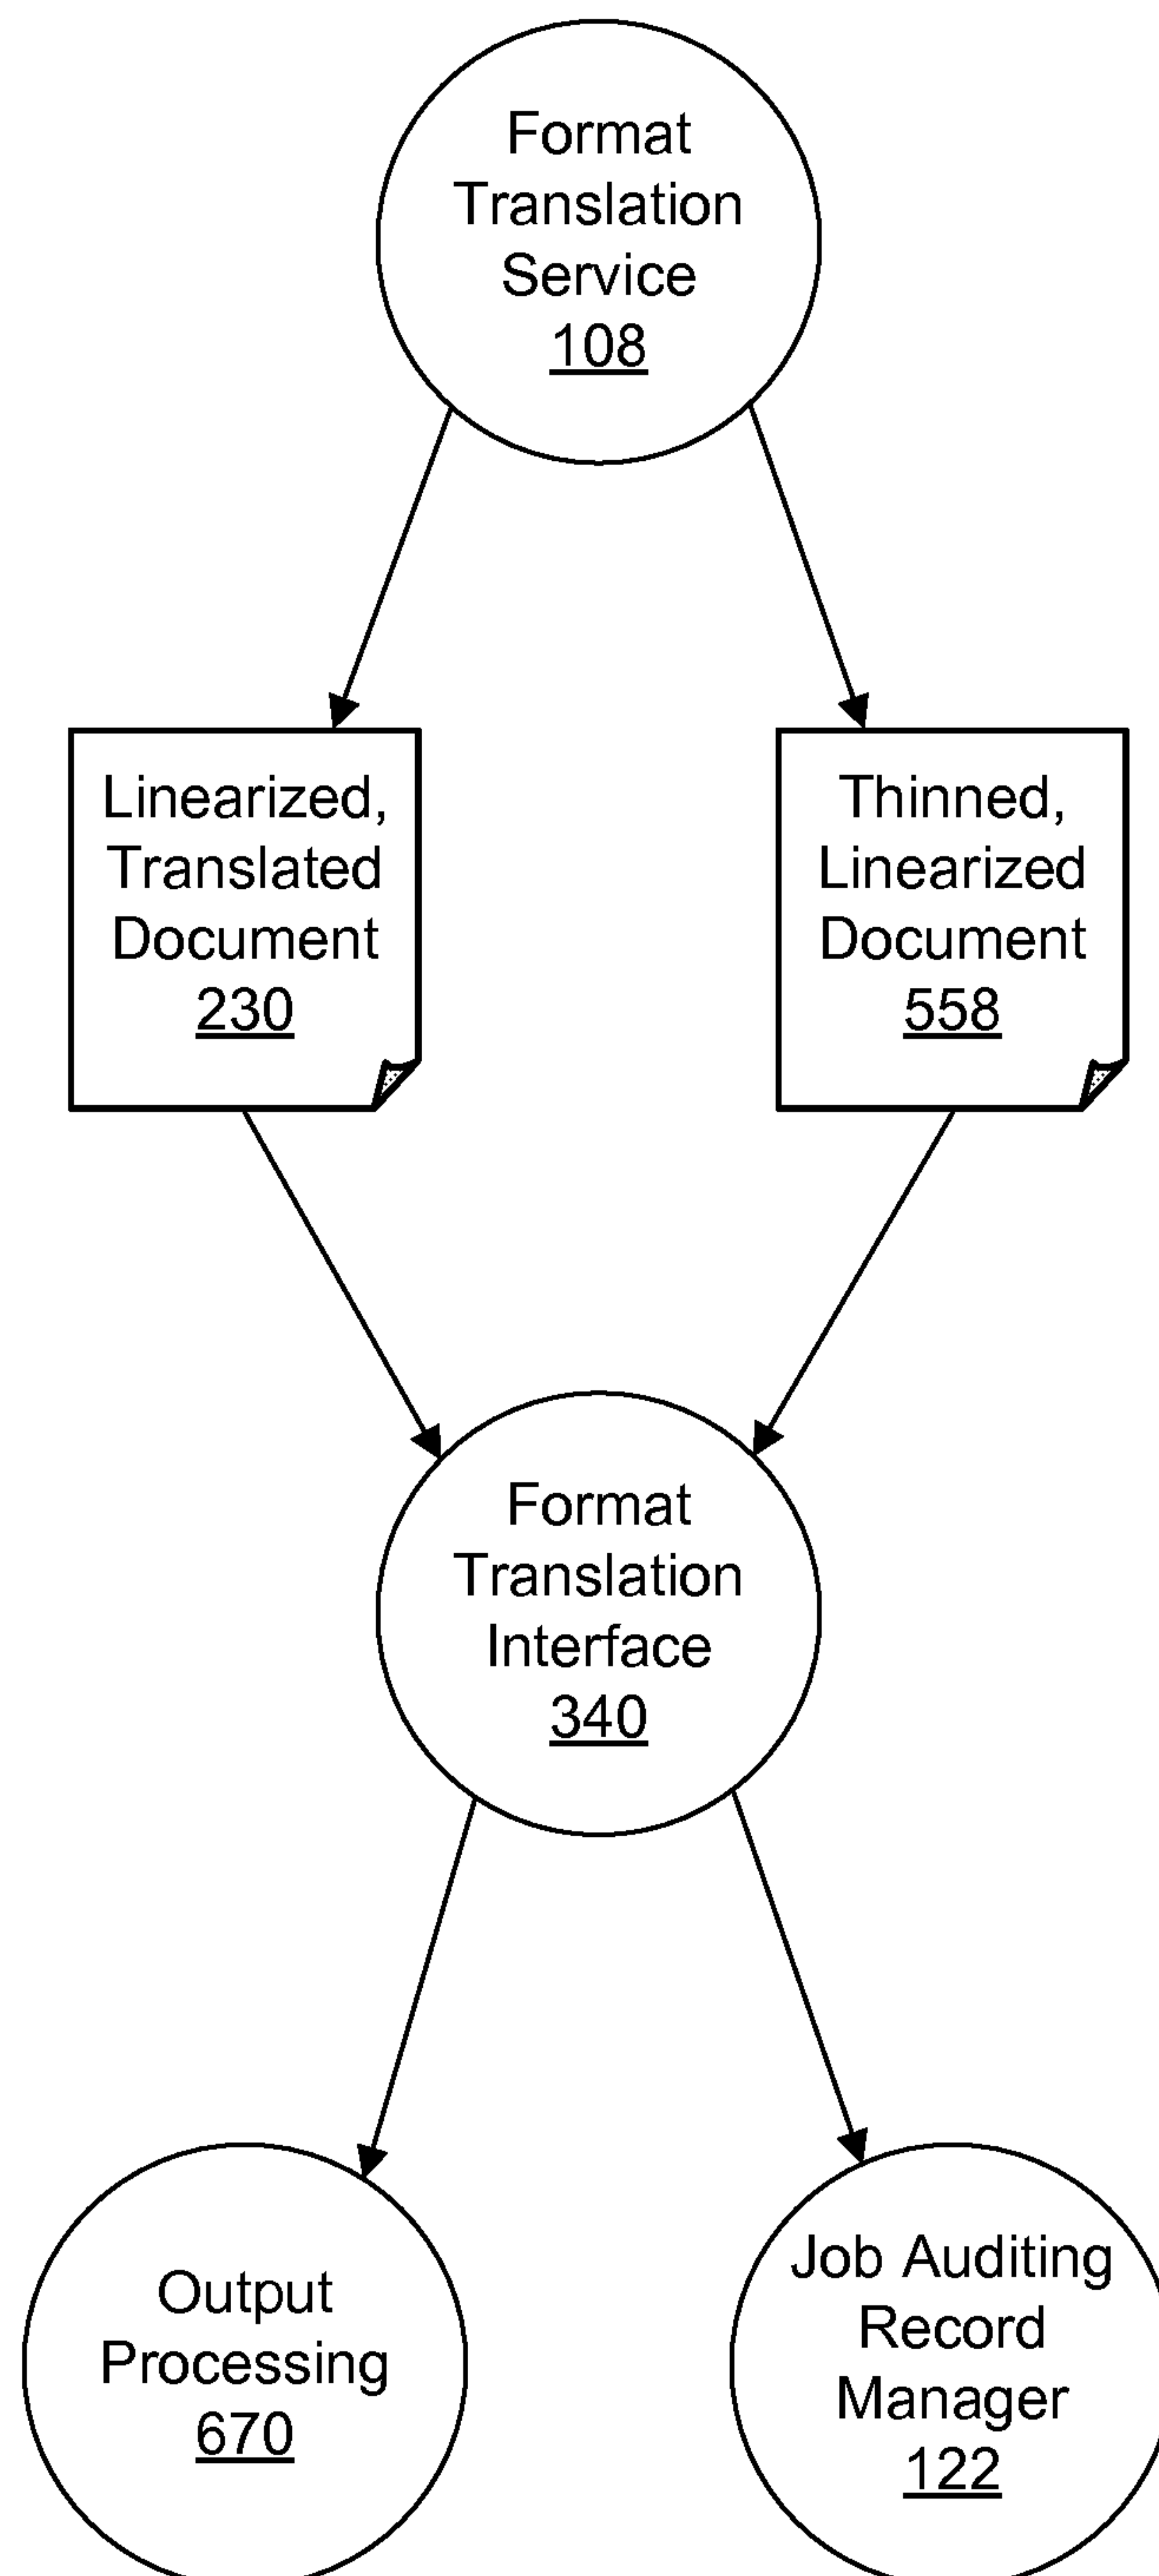 Format
Translation
Service
108
Linearized,
Translated
Document
230
Thinned,
Linearized
Document
558
Format
Translation
Interface
340
Output
Processing
670
Job Auditing
Record
Manager
122